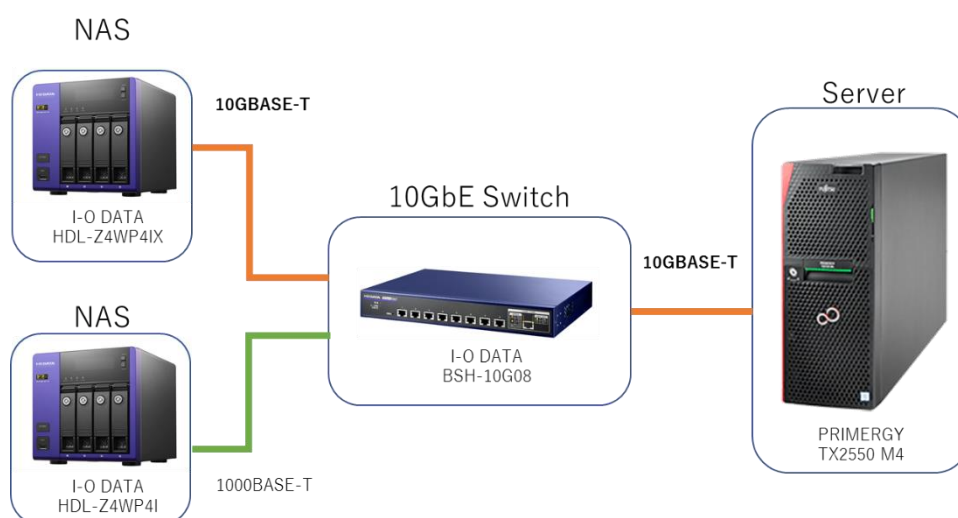 NAS
10GBASE-T
I-O DATA
HDL-Z4WP4IX
NAS
I-O DATA
HDL-Z4WP4I
1000BASE-T
10GbE Switch
I-O DATA
BSH-10G08
10GBASE-T
Server
FUJITSU
PRIMERGY
TX2550 M4